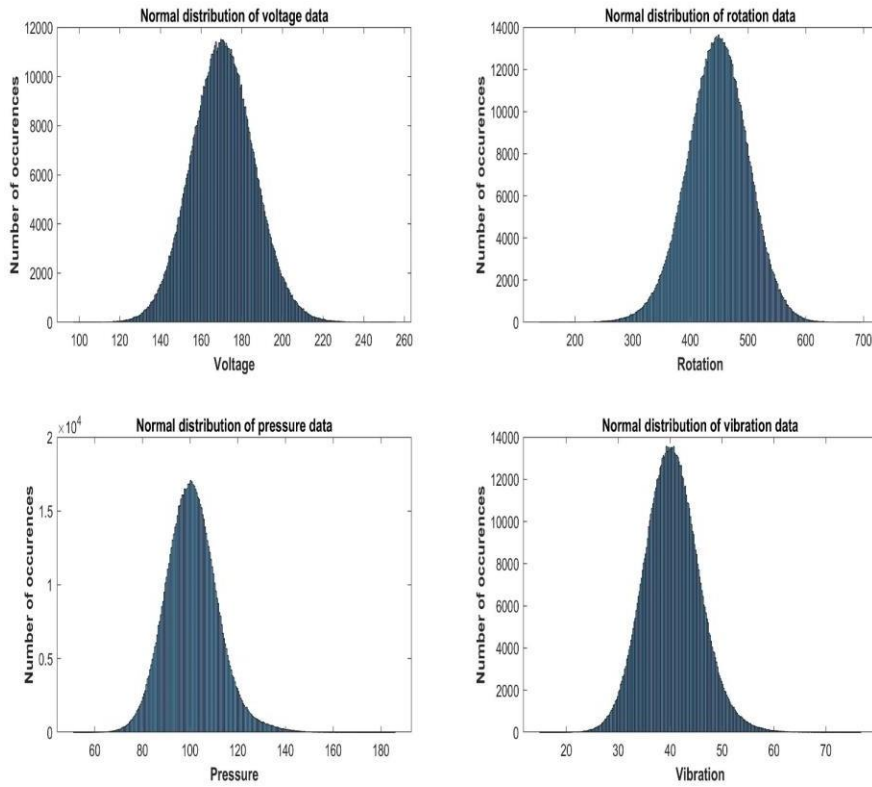 Normal distribution of voltage data
12000
10000
8000
6000
4000
2000
0
Number of occurences
100 120 140 160 180 200 220 240 260
Voltage
Normal distribution of rotation data
14000
12000
10000
8000
6000
4000
2000
0
Number of occurences
200 300 400 500 600 700
Rotation
Normal distribution of pressure data
×10⁴
2
1.5
1
0.5
0
Number of occurences
60 80 100 120 140 160 180
Pressure
Normal distribution of vibration data
14000
12000
10000
8000
6000
4000
2000
0
Number of occurences
20 30 40 50 60 70
Vibration